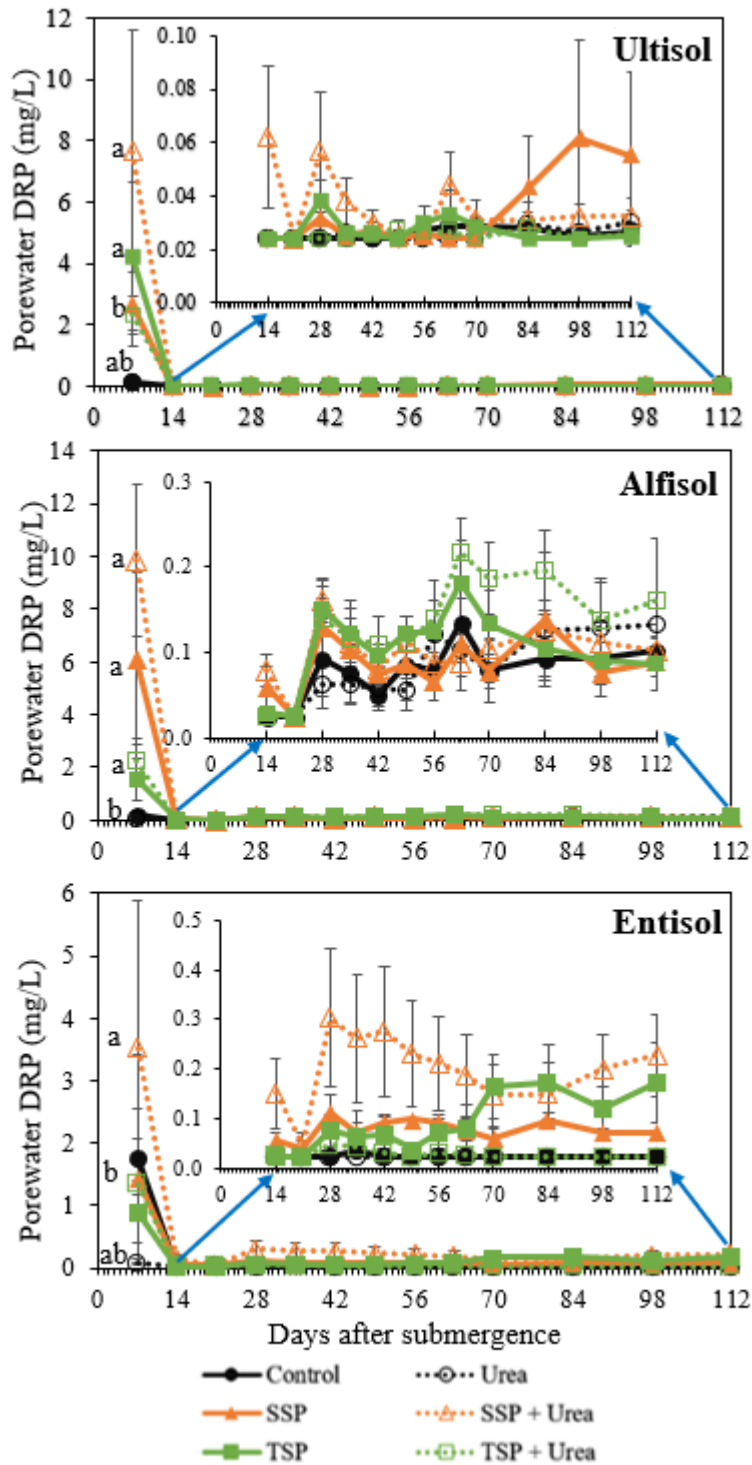 Ultisol
Porewater DRP (mg/L)
12
10
8
6
4
2
0
0.10
0.08
0.06
0.04
0.02
0.00
0 14 28 42 56 70 84 98 112
a
a
b
ab
0 14 28 42 56 70 84 98 112
Alfisol
Porewater DRP (mg/L)
14
12
10
8
6
4
2
0
0.3
0.2
0.1
0.0
0 14 28 42 56 70 84 98 112
a
a
a
b
0 14 28 42 56 70 84 98 112
Entisol
Porewater DRP (mg/L)
6
5
4
3
2
1
0
0.5
0.4
0.3
0.2
0.1
0.0
0 14 28 42 56 70 84 98 112
a
b
ab
0 14 28 42 56 70 84 98 112
Days after submergence
Control Urea
SSP SSP + Urea
TSP TSP + Urea